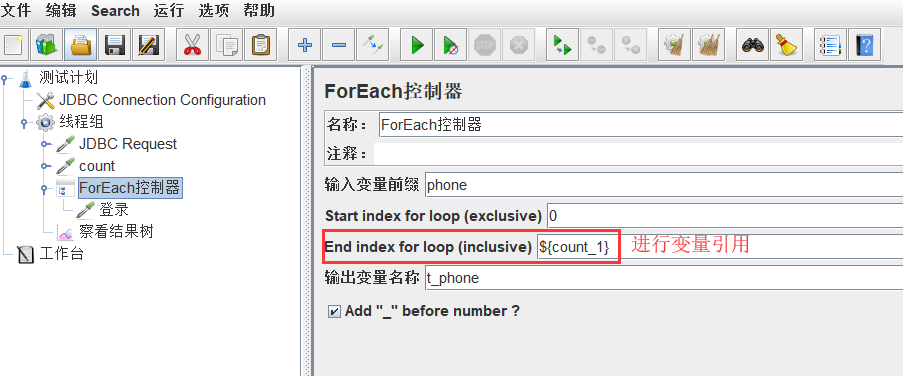 文件 编辑 Search 运行 选项 帮助
测试计划
JDBC Connection Configuration
线程组
JDBC Request
count
ForEach控制器
登录
察看结果树
工作台
ForEach控制器
名称： ForEach控制器
注释：
输入变量前缀 phone
Start index for loop (exclusive) 0
End index for loop (inclusive) ${count_1} 进行变量引用
输出变量名称 t_phone
Add "_" before number ?